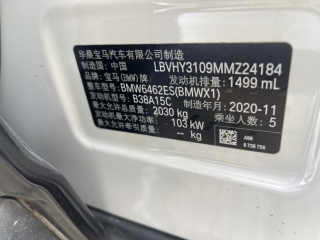 华晨宝马汽车有限公司制造
制造国：中国 LBVHY3109MMZ24184
品牌：宝马(BMW)牌 发动机排量：1499 mL
整车型号：BMW6462ES(BMWX1)
发动机型号：B38A15C 制造年月：2020-11
最大允许总质量：2030 kg 乘坐人数：5
发动机最大净功率：103 kW
最大允许牵引质量：- kg